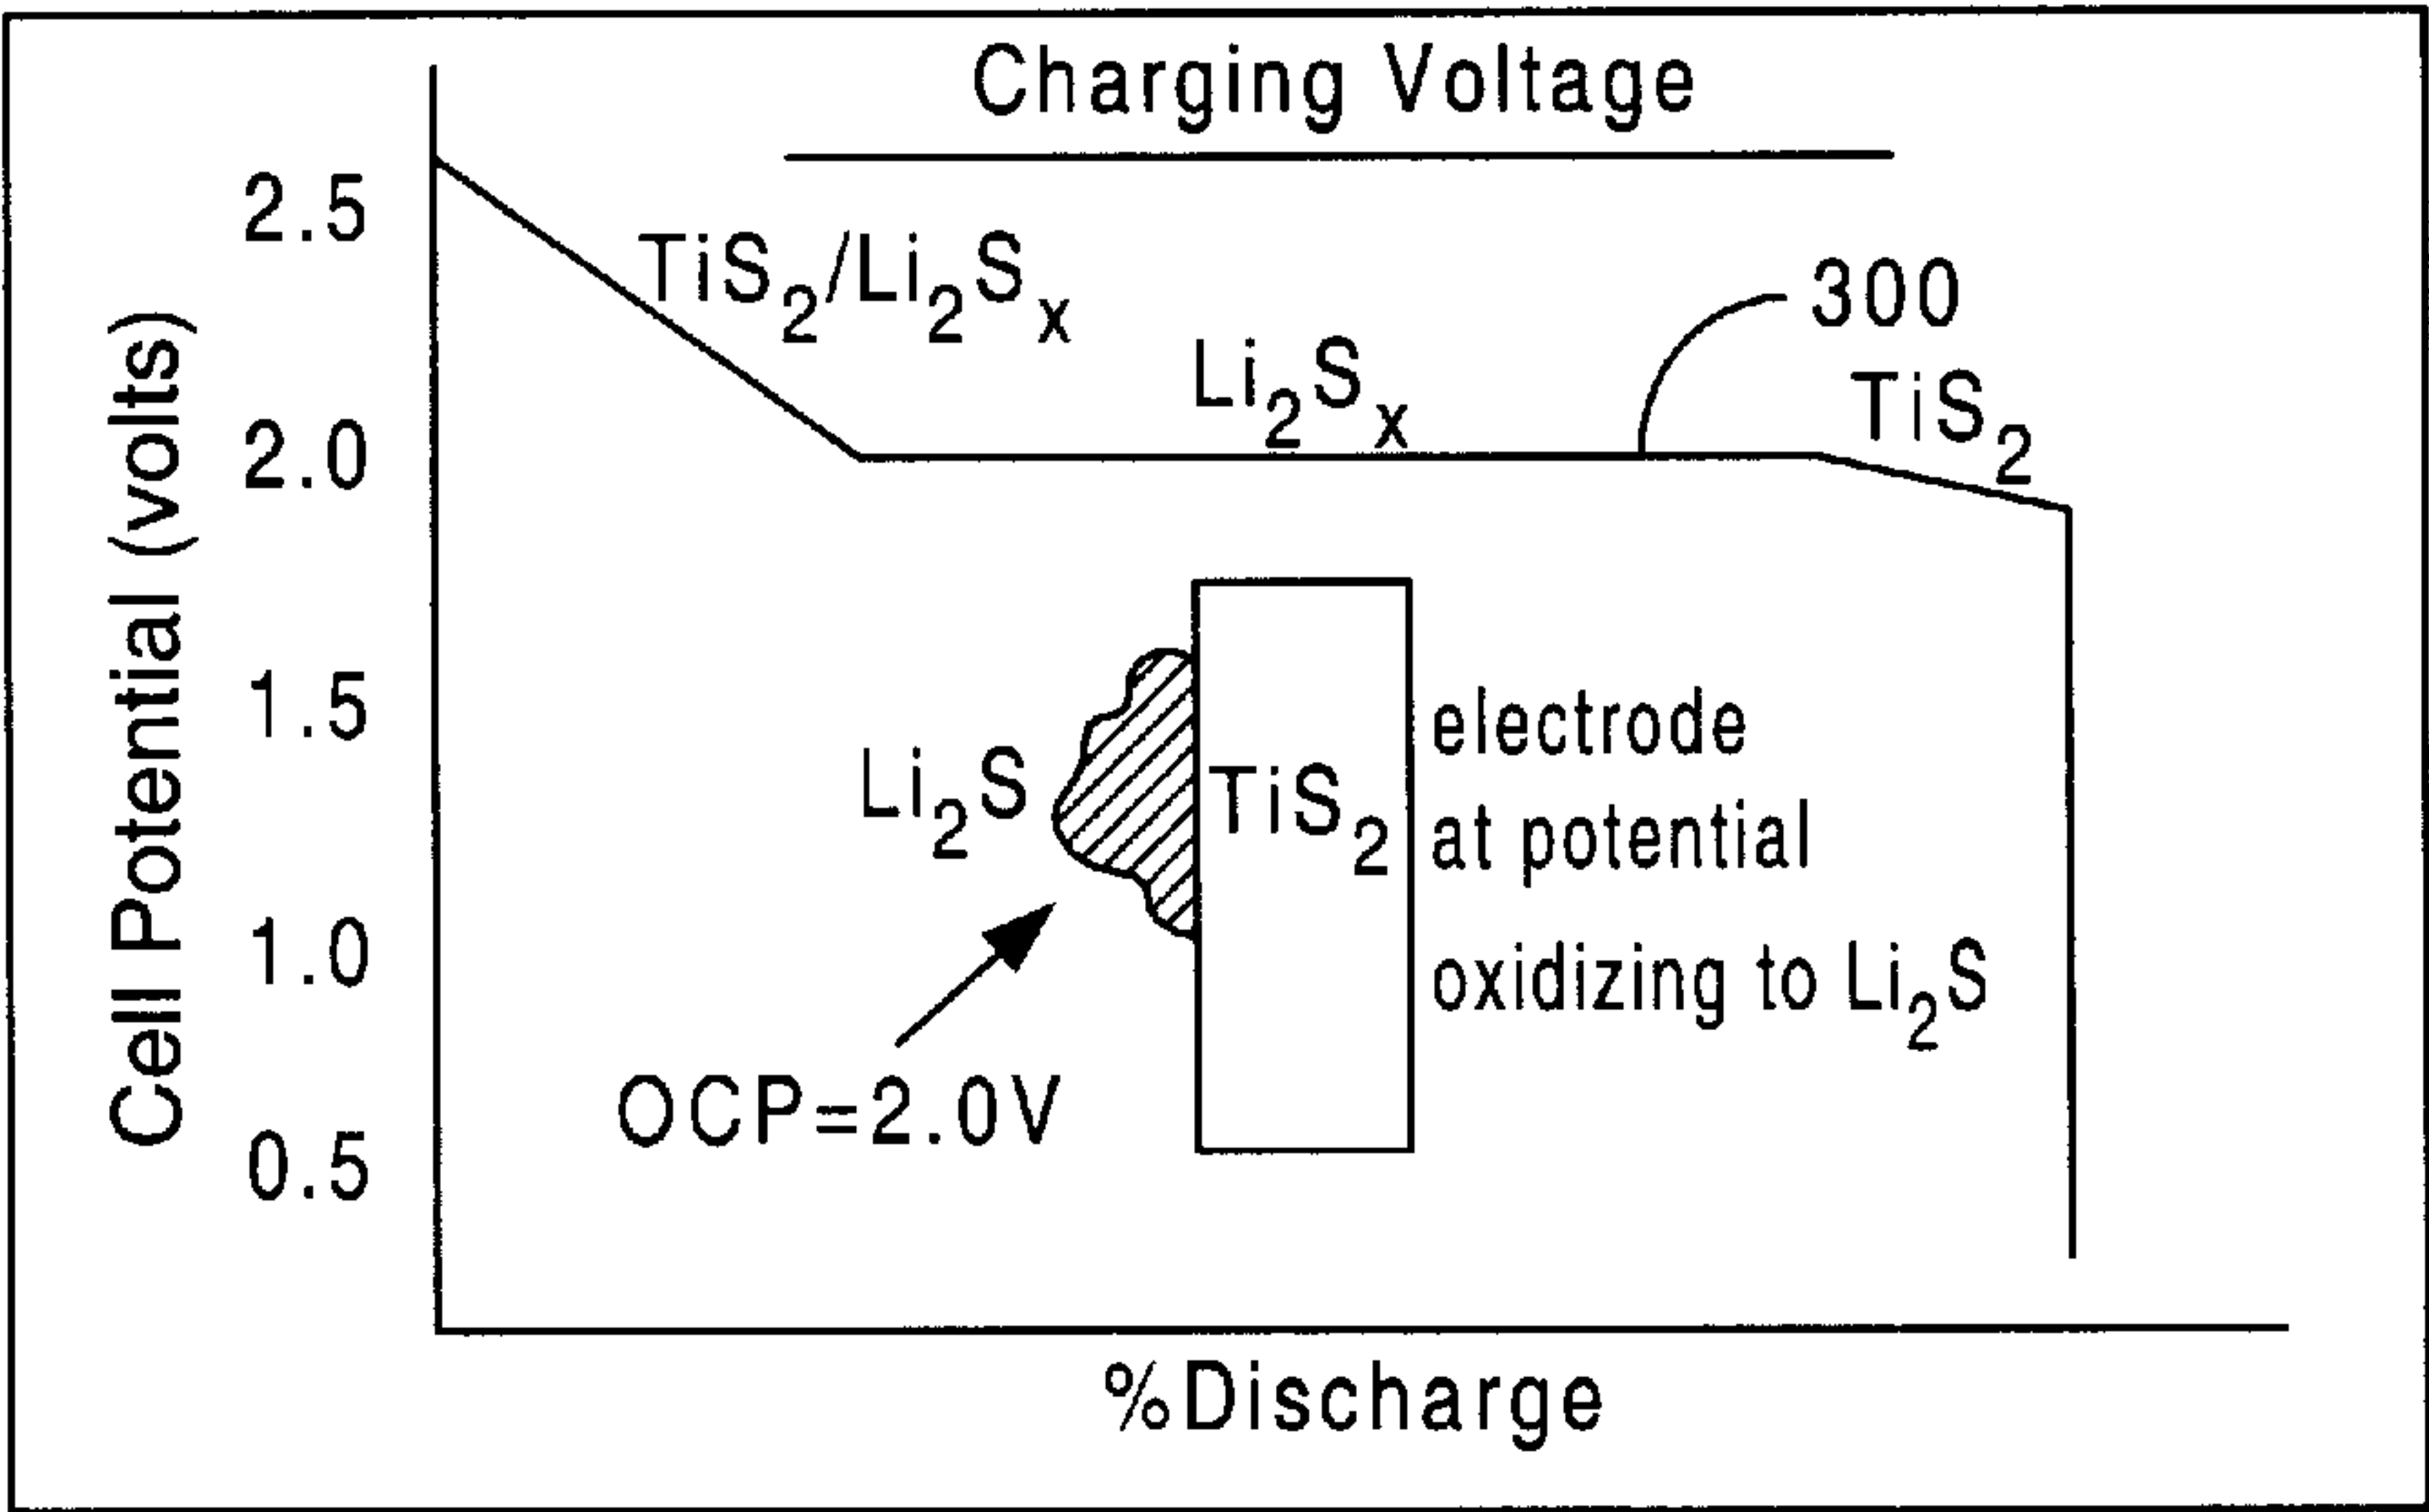 Charging Voltage
2.5
TiS₂/Li₂Sₓ
300
Li₂Sₓ
TiS₂
2.0
Cell Potential (volts)
1.5
electrode
Li₂S
TiS₂
at potential
1.0
oxidizing to Li₂S
OCP=2.0V
0.5
%Discharge